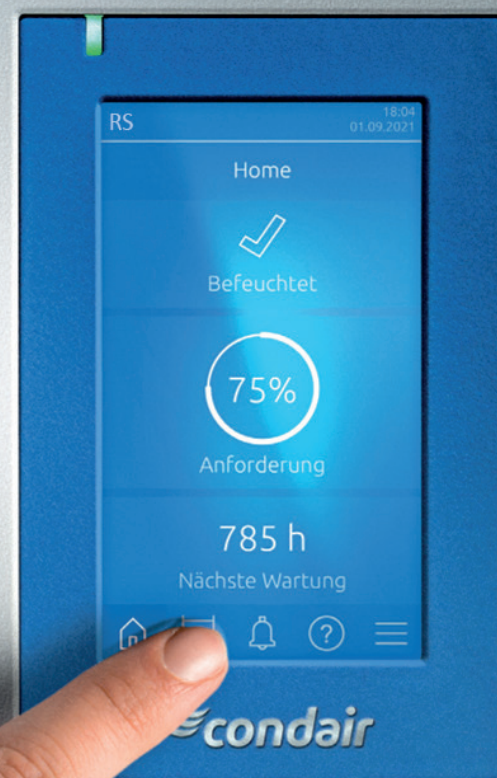 RS
18:04
01.09.2021
Home
Befeuchtet
75%
Anforderung
785 h
Nächste Wartung
?
condair